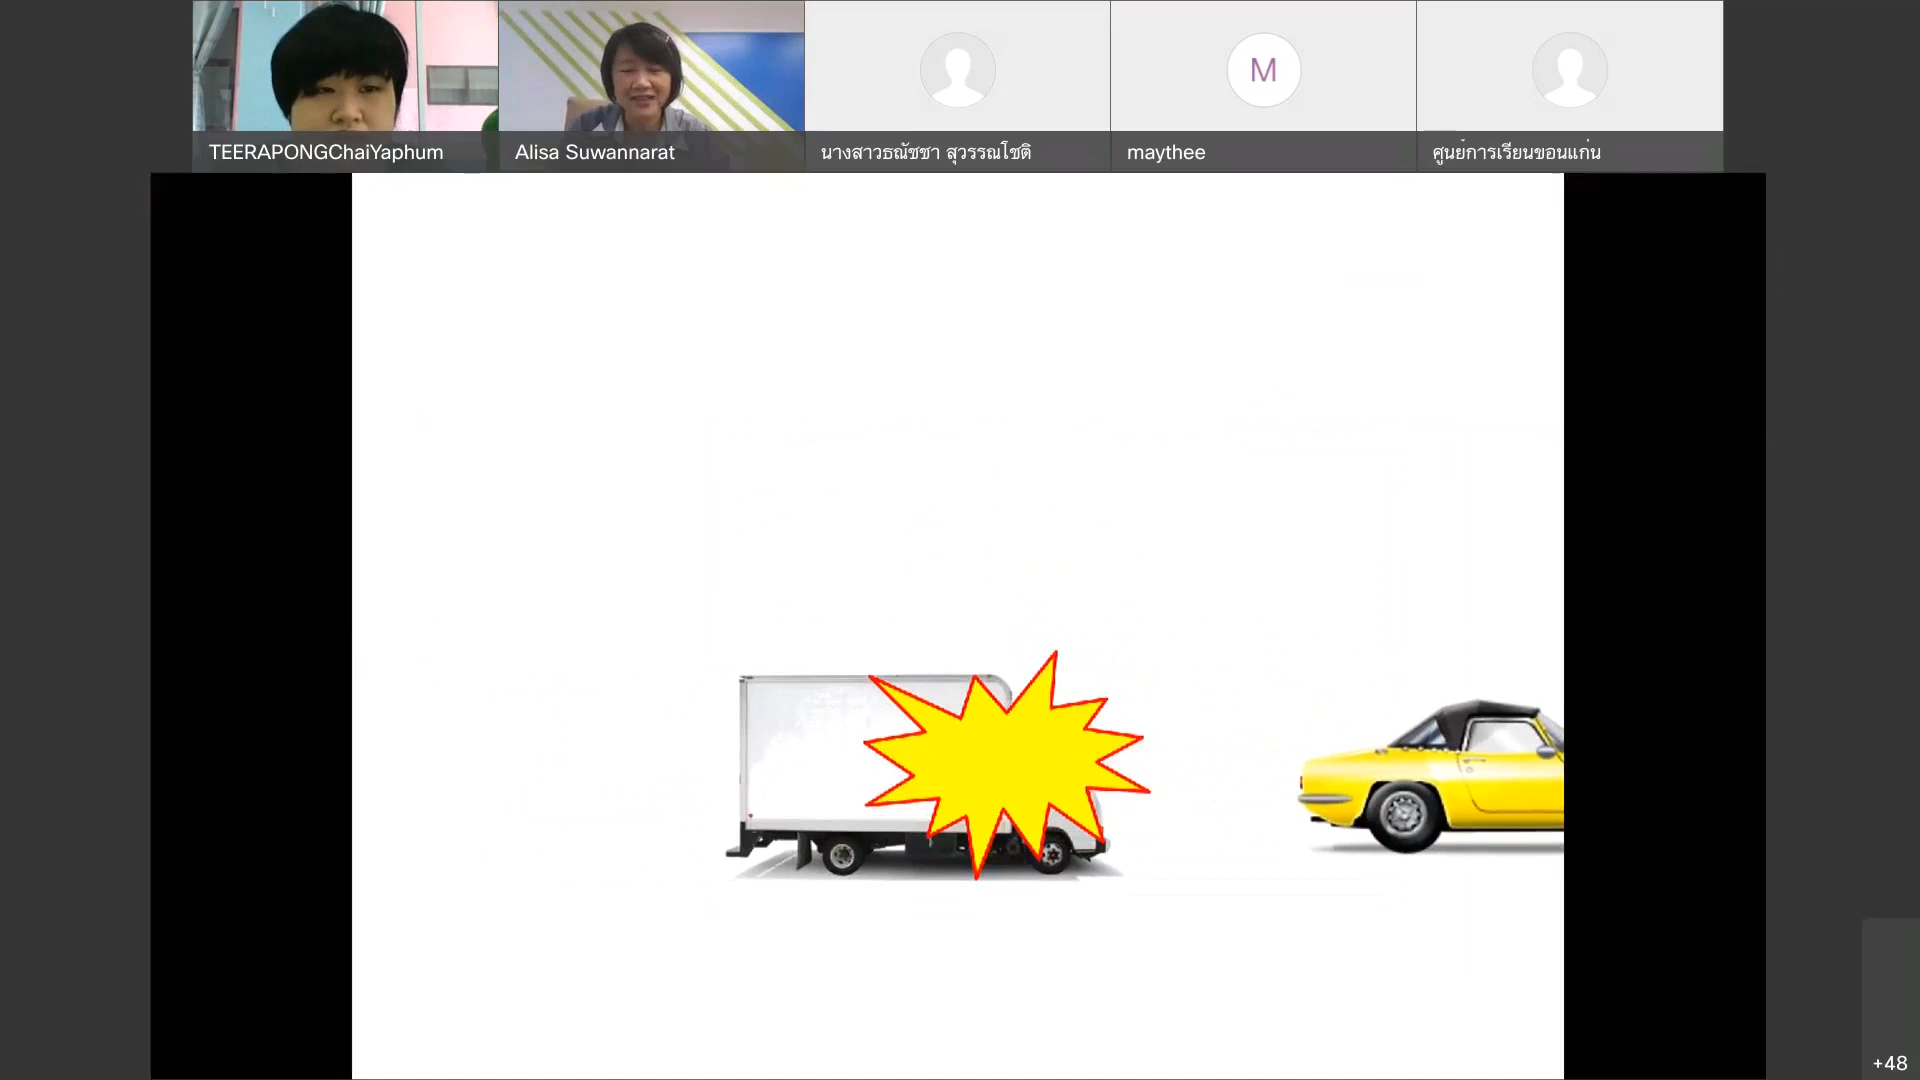 TEERAPONGChaiYaphum
Alisa Suwannarat
นางสาวธณัชชา สุวรรณโชติ
M
maythee
ศูนย์การเรียนขอนแก่น
+48